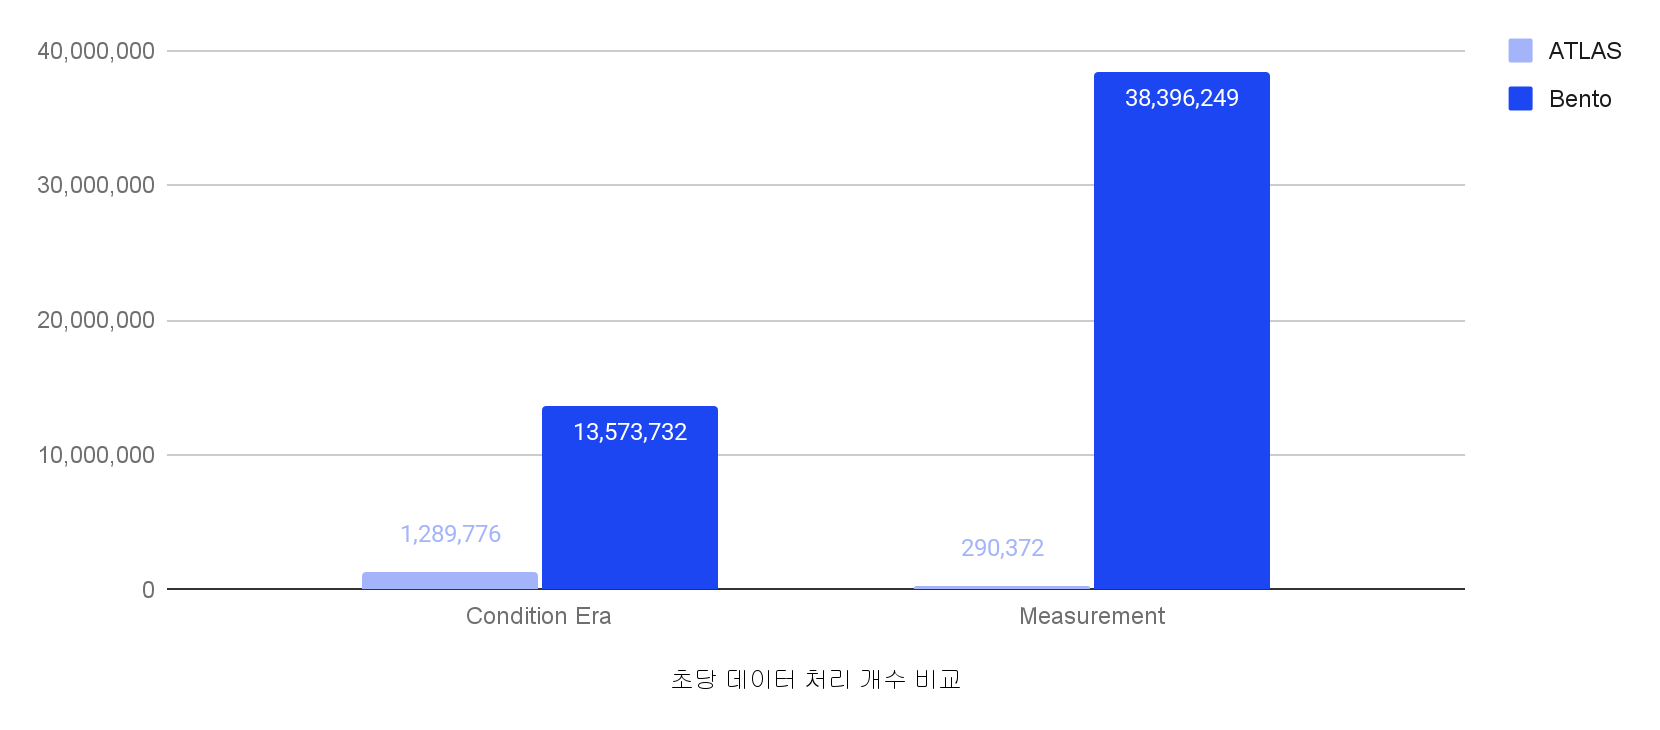 40,000,000
30,000,000
20,000,000
10,000,000
0
ATLAS
Bento
1,289,776
13,573,732
290,372
38,396,249
Condition Era
Measurement
초당 데이터 처리 개수 비교